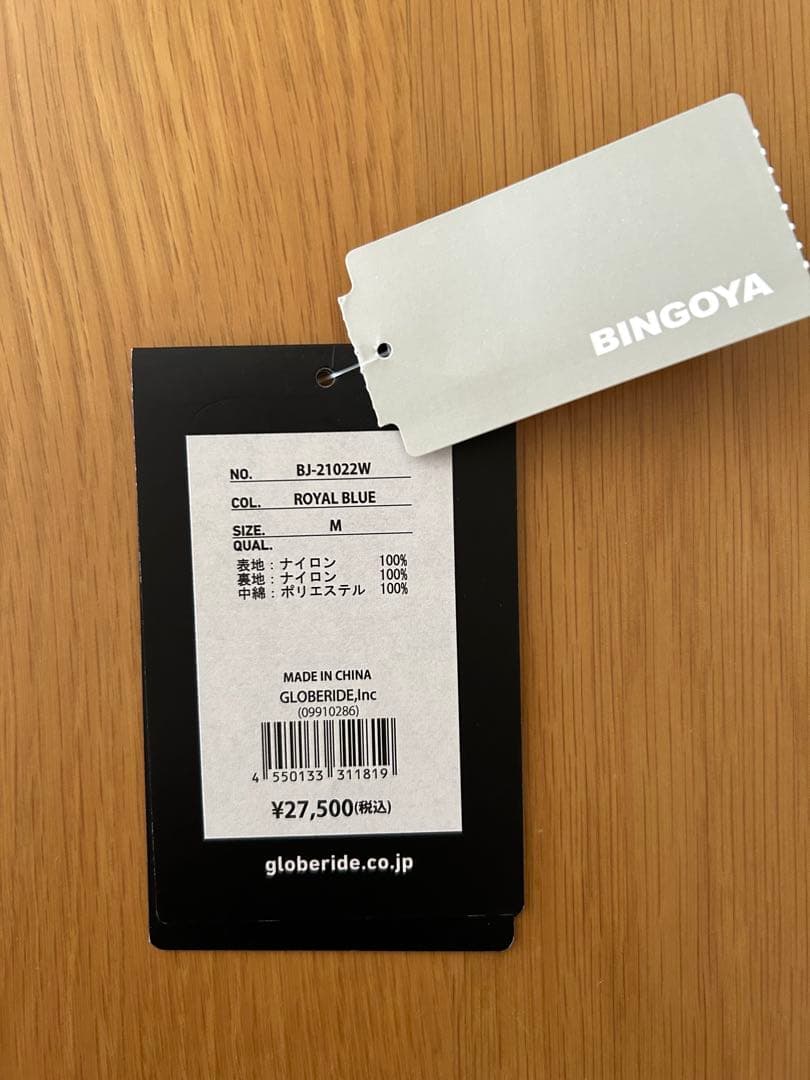 BINGOYA
NO. BJ-21022W
COL. ROYAL BLUE
SIZE. M
QUAL.
表地：ナイロン 100%
裏地：ナイロン 100%
中綿：ポリエステル 100%
MADE IN CHINA
GLOBERIDE,Inc
(09910286)
4 550133 311819
¥27,500(税込)
globeride.co.jp